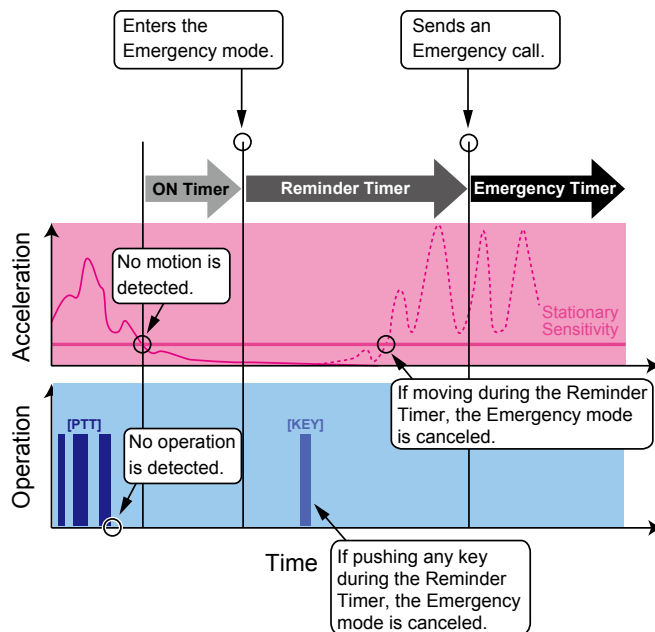 Enters the
Emergency mode.
Sends an
Emergency call.
ON Timer
Reminder Timer
Emergency Timer
Acceleration
No motion is
detected.
Stationary
Sensitivity
If moving during the Reminder
Timer, the Emergency mode
is canceled.
Operation
[PTT]
No operation
is detected.
[KEY]
Time
If pushing any key
during the Reminder
Timer, the Emergency
mode is canceled.